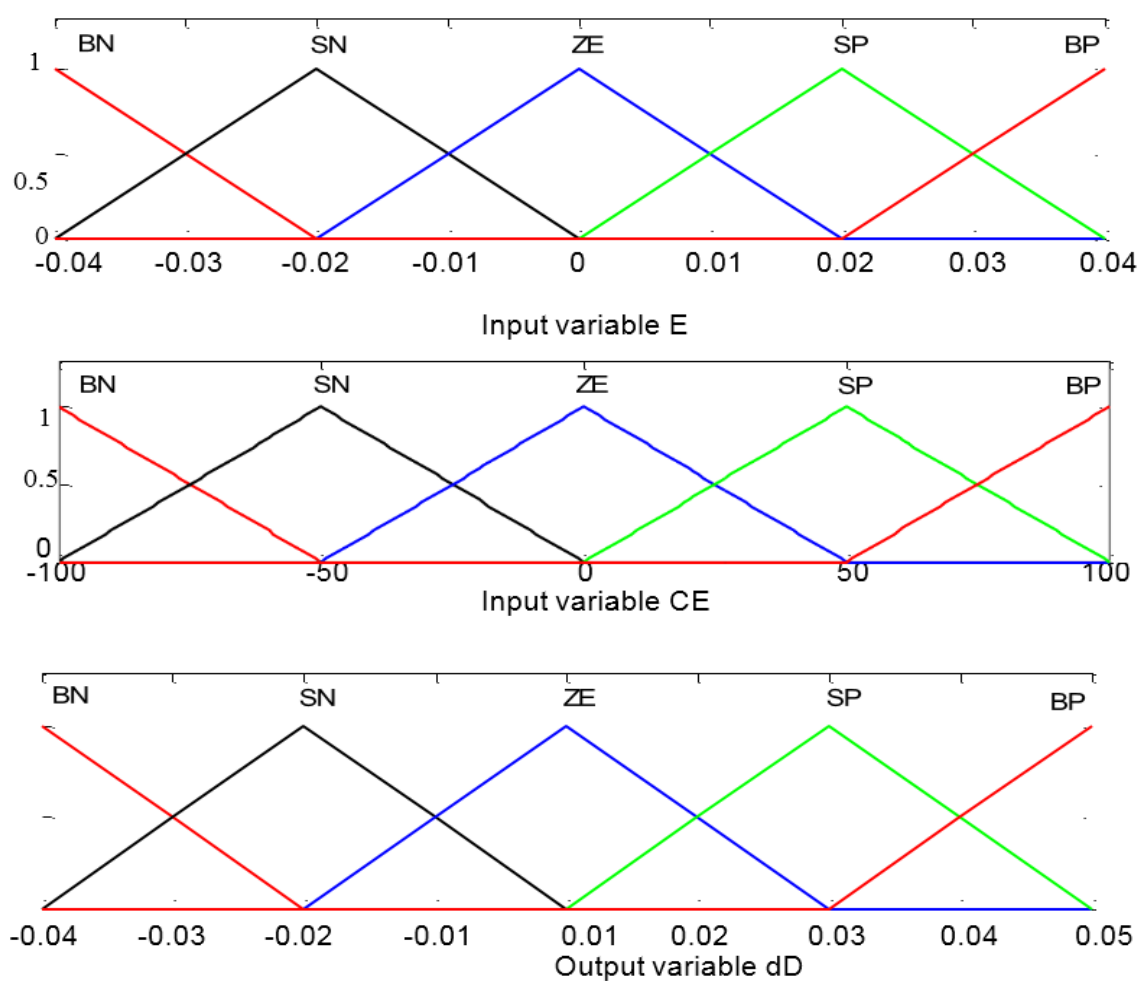 BN SN ZE SP BP
1
0.5
0
-0.04 -0.03 -0.02 -0.01 0 0.01 0.02 0.03 0.04
Input variable E
BN SN ZE SP BP
1
0.5
0
-100 -50 0 50 100
Input variable CE
BN SN ZE SP BP
-0.04 -0.03 -0.02 -0.01 0.01 0.02 0.03 0.04 0.05
Output variable dD